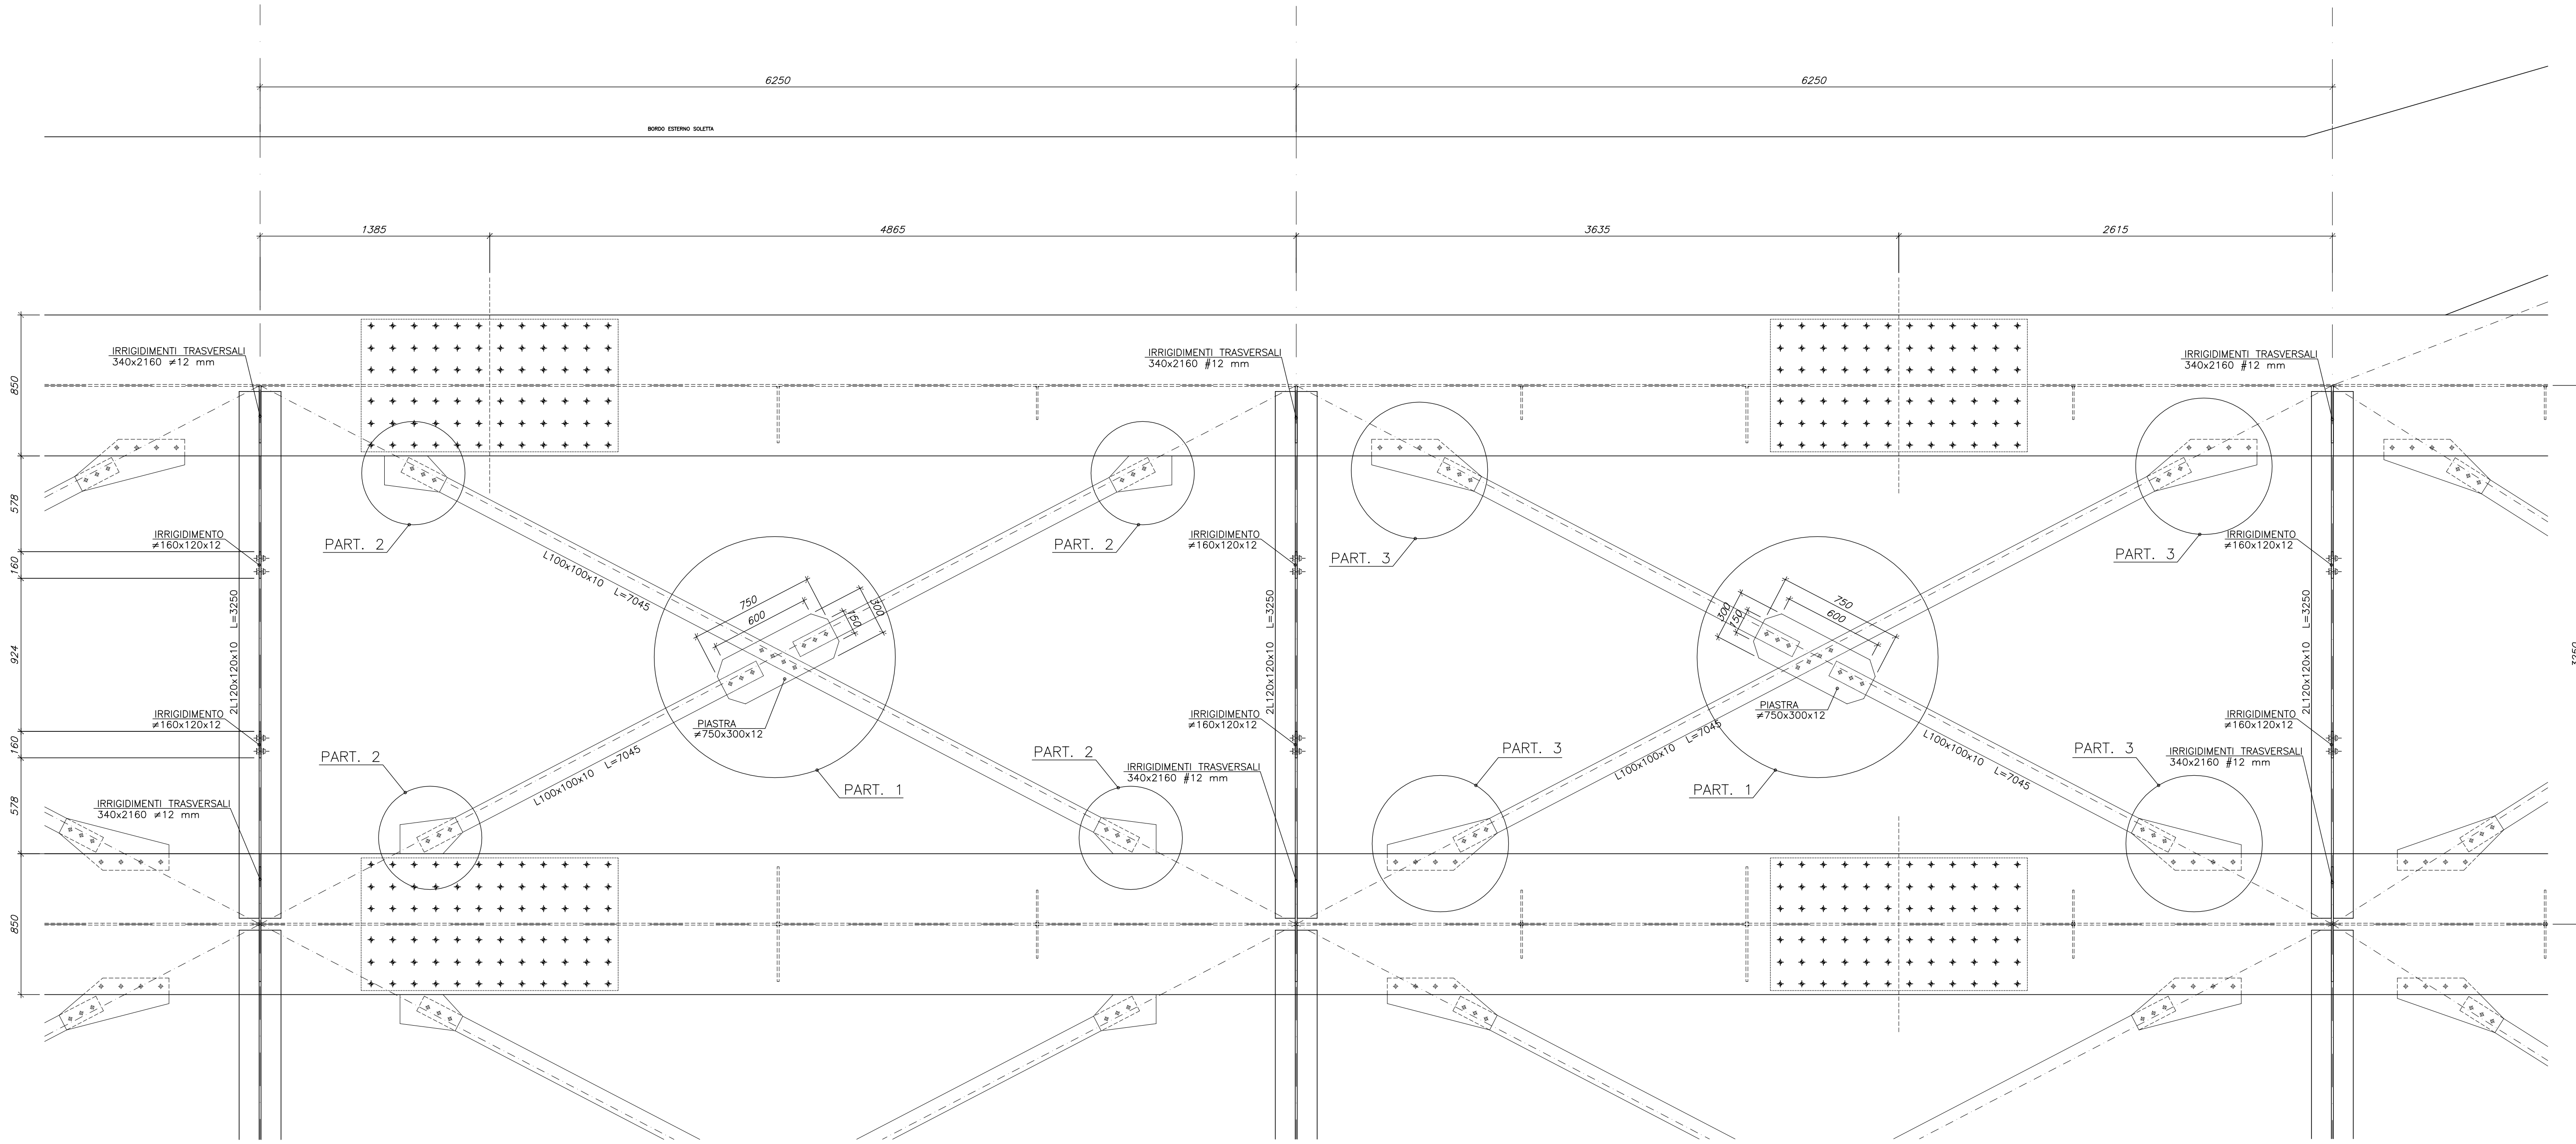 6250
6250
BORDO ESTERNO SOLETTA
1385
4865
3635
2615
IRRIGIDIMENTI TRASVERSALI
340x2160 ≠12 mm
IRRIGIDIMENTI TRASVERSALI
340x2160 #12 mm
IRRIGIDIMENTI TRASVERSALI
340x2160 #12 mm
850
578
160
924
160
578
850
IRRIGIDIMENTO
≠160x120x12
PART. 2
PART. 2
IRRIGIDIMENTO
≠160x120x12
PART. 3
PART. 3
IRRIGIDIMENTO
≠160x120x12
L100x100x10 L=7045
2L120x120x10 L=3250
750
600
300
150
2L120x120x10 L=3250
300
150
750
600
2L120x120x10 L=3250
3250
IRRIGIDIMENTO
≠160x120x12
PIASTRA
≠750x300x12
IRRIGIDIMENTO
≠160x120x12
PIASTRA
≠750x300x12
IRRIGIDIMENTO
≠160x120x12
PART. 2
L100x100x10 L=7045
PART. 2
PART. 3
L100x100x10 L=7045
L100x100x10 L=7045
PART. 3
IRRIGIDIMENTI TRASVERSALI
340x2160 #12 mm
IRRIGIDIMENTI TRASVERSALI
340x2160 #12 mm
PART. 1
PART. 1
IRRIGIDIMENTI TRASVERSALI
340x2160 ≠12 mm